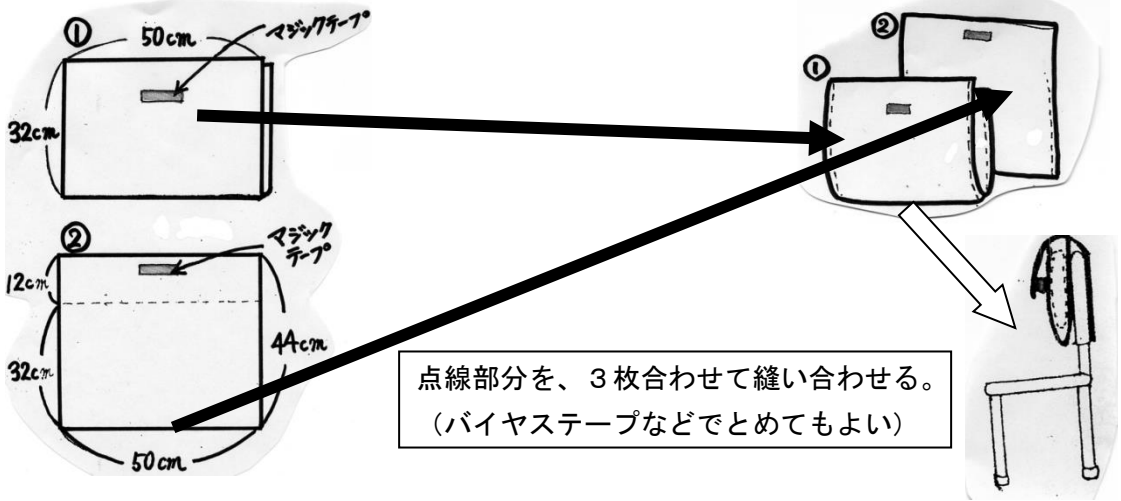 ①
50cm
マジックテープ
32cm
②
マジック
テープ
12cm
32cm
44cm
50cm
②
①
点線部分を、３枚合わせて縫い合わせる。
（バイヤステープなどでとめてもよい）